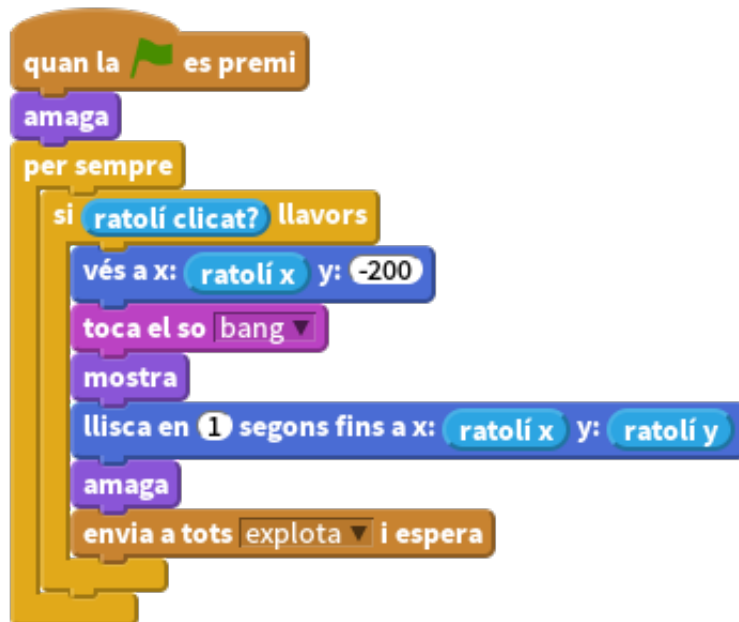 quan la es premi
amaga
per sempre
si ratolí clicat? llavors
vés a x: ratolí x y: -200
toca el so bang
mostra
llisca en 1 segons fins a x: ratolí x y: ratolí y
amaga
envia a tots explota i espera